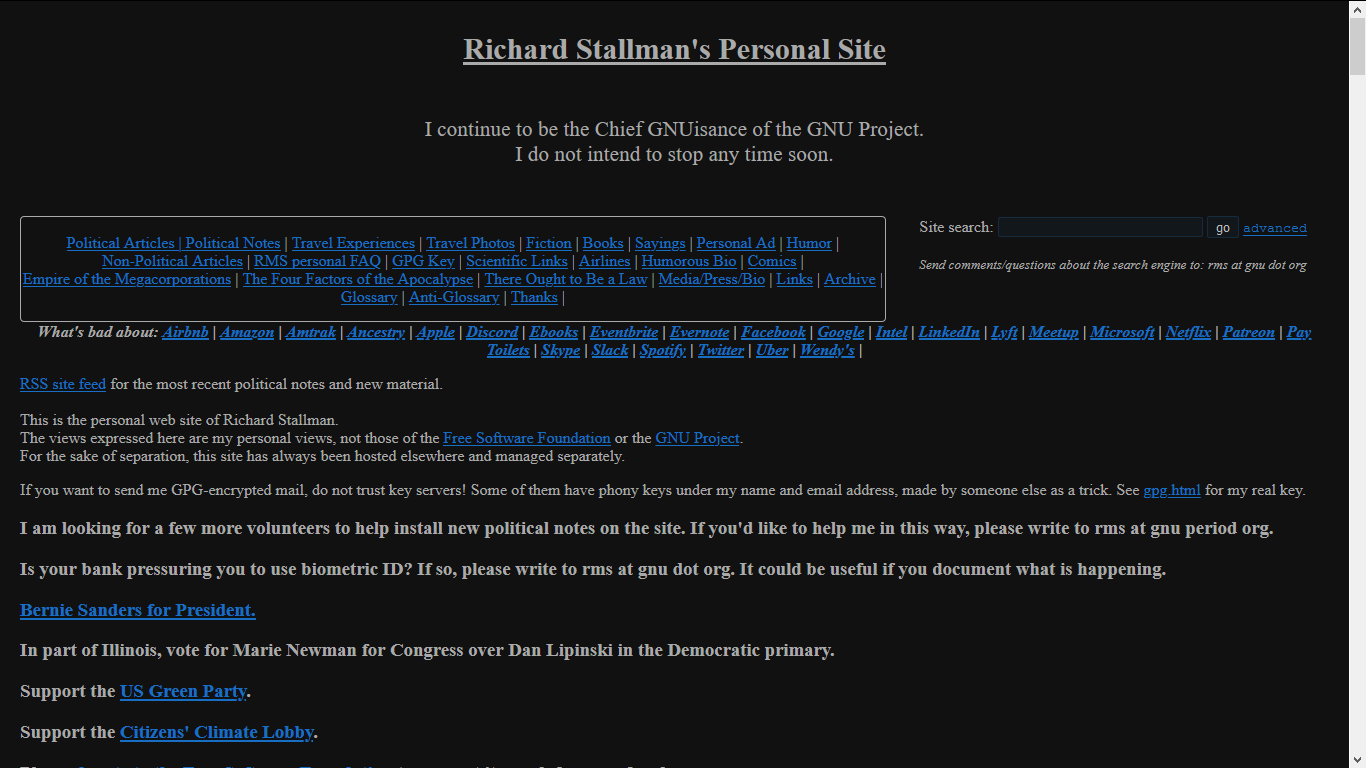 Richard Stallman's Personal Site
I continue to be the Chief GNUisance of the GNU Project.
I do not intend to stop any time soon.
Political Articles | Political Notes | Travel Experiences | Travel Photos | Fiction | Books | Sayings | Personal Ad | Humor |
Non-Political Articles | RMS personal FAQ | GPG Key | Scientific Links | Airlines | Humorous Bio | Comics |
Empire of the Megacorporations | The Four Factors of the Apocalypse | There Ought to Be a Law | Media/Press/Bio | Links | Archive |
Glossary | Anti-Glossary | Thanks |
Site search: go advanced
Send comments/questions about the search engine to: rms at gnu dot org
What's bad about: Airbnb | Amazon | Amtrak | Ancestry | Apple | Discord | Ebooks | Eventbrite | Evernote | Facebook | Google | Intel | LinkedIn | Lyft | Meetup | Microsoft | Netflix | Patreon | Pay
Toilets | Skype | Slack | Spotify | Twitter | Uber | Wendy's |
RSS site feed for the most recent political notes and new material.
This is the personal web site of Richard Stallman.
The views expressed here are my personal views, not those of the Free Software Foundation or the GNU Project.
For the sake of separation, this site has always been hosted elsewhere and managed separately.
If you want to send me GPG-encrypted mail, do not trust key servers! Some of them have phony keys under my name and email address, made by someone else as a trick. See gpg.html for my real key.
I am looking for a few more volunteers to help install new political notes on the site. If you'd like to help me in this way, please write to rms at gnu period org.
Is your bank pressuring you to use biometric ID? If so, please write to rms at gnu dot org. It could be useful if you document what is happening.
Bernie Sanders for President.
In part of Illinois, vote for Marie Newman for Congress over Dan Lipinski in the Democratic primary.
Support the US Green Party.
Support the Citizens' Climate Lobby.